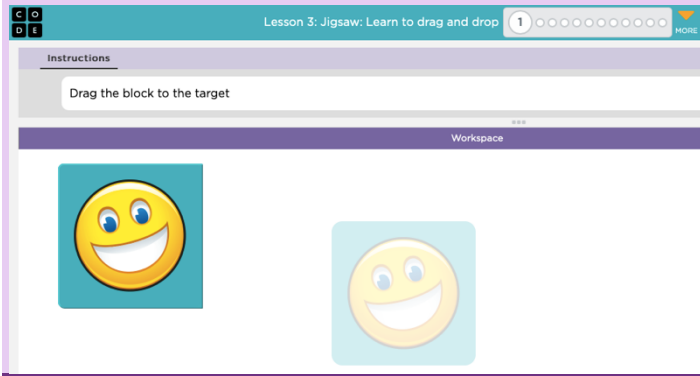 C O
D E
Lesson 3: Jigsaw: Learn to drag and drop 1
MORE
Instructions
Drag the block to the target
Workspace